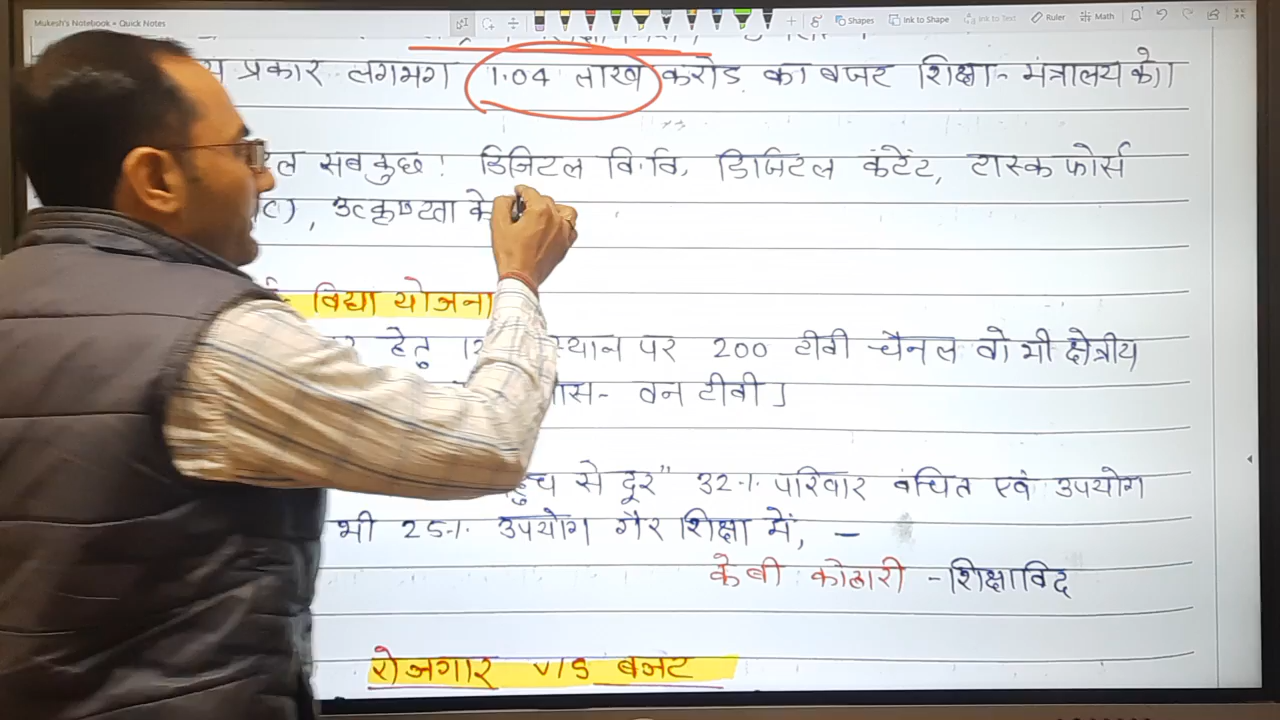 Mukesh's Notebook • Quick Notes
Shapes Ink to Shape Ink to Text Ruler Math
प्रकार लगभग 1.04 लाख करोड़ का बजट शिक्षा- मंत्रालय को।
सबकुछ! डिजिटल वि.वि, डिजिटल कंटेंट, टास्क फोर्स
, उत्कृष्टता के
विद्या योजना
हेतु 12 स्थान पर 200 टीवी चैनल वो भी क्षेत्रीय
वन टीवी]
से दूर" 32% परिवार वंचित एवं उपयोग
भी 25% उपयोग गैर शिक्षा में, -
के बी कोठारी - शिक्षाविद
रोजगार v/s बजट